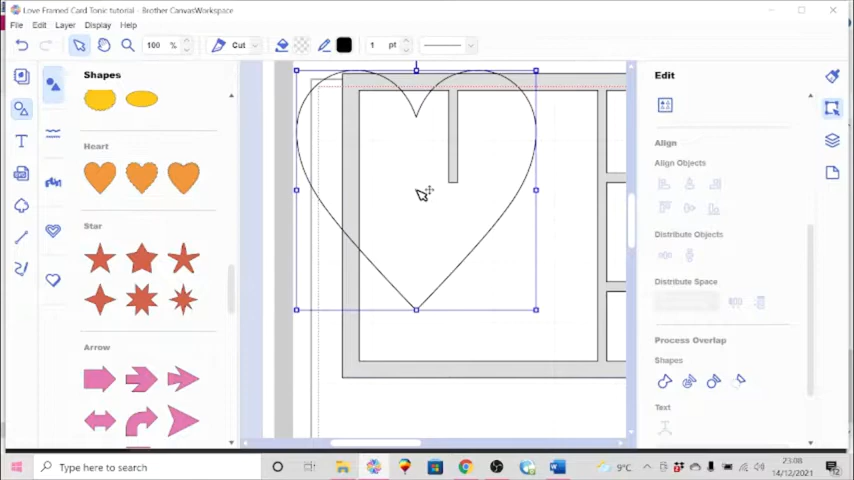 Love Framed Card Tonic tutorial - Brother CanvasWorkspace
File Edit Layer Display Help
100 % Cut 1 pt
Shapes
Edit
Heart
Align
Align Objects
Star
Distribute Objects
Distribute Space
Process Overlap
Arrow
Shapes
Text
Type here to search
9°C
23:08
14/12/2021